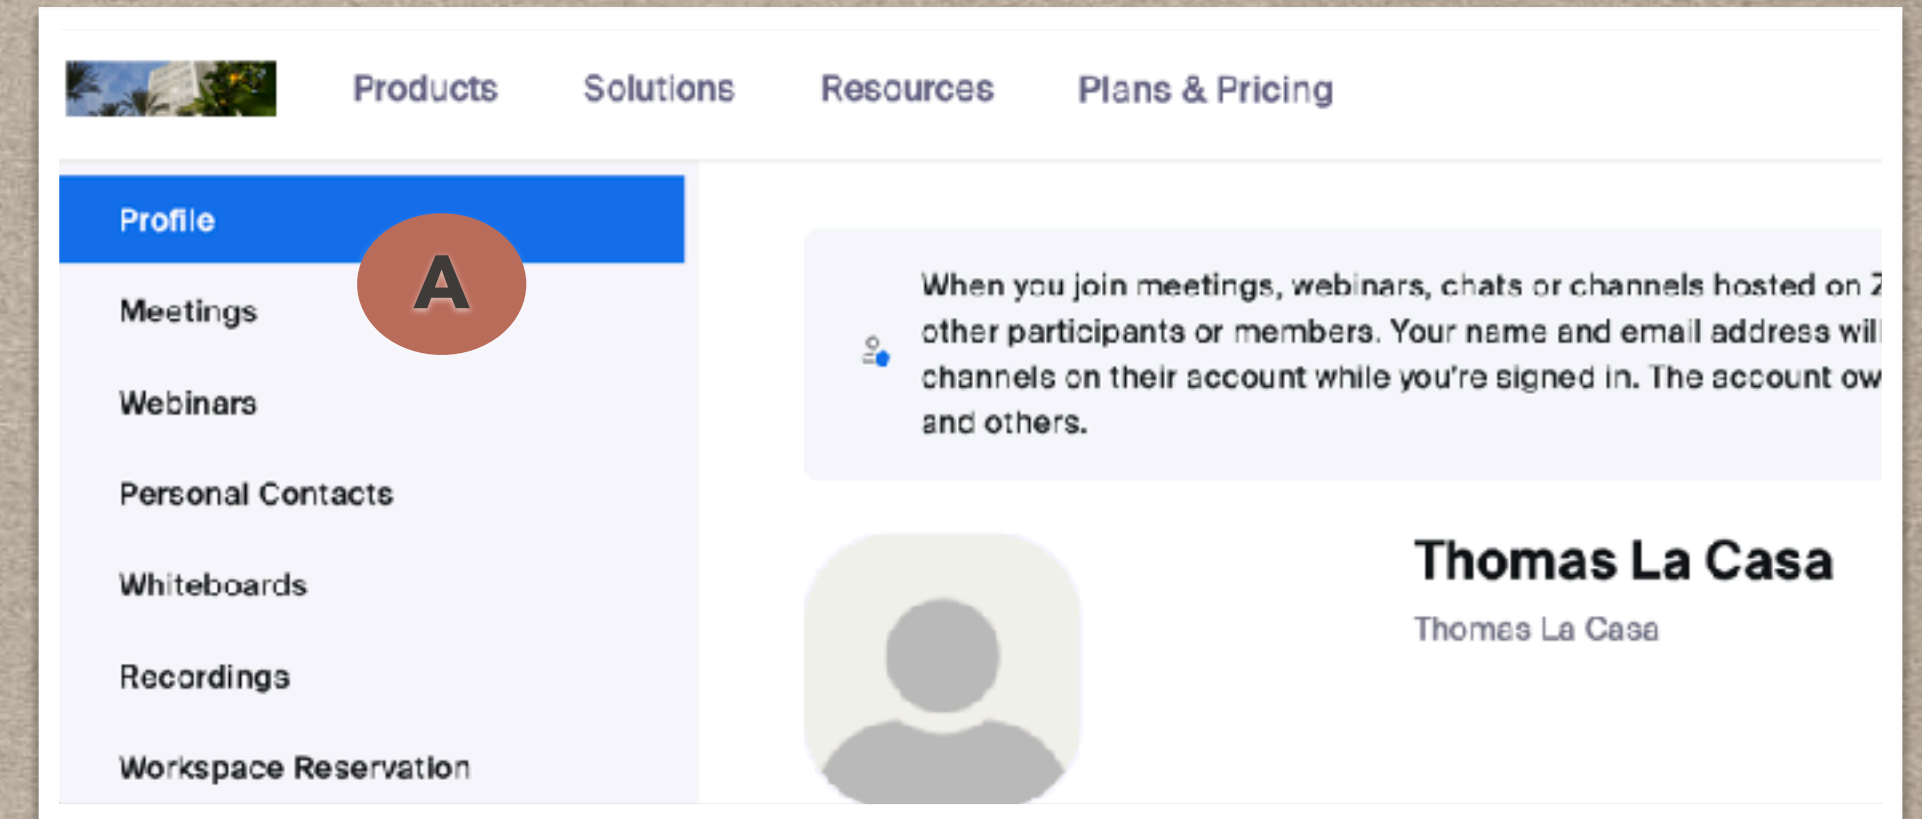 Products Solutions Resources Plans & Pricing
Profile
A
Meetings
Webinars
Personal Contacts
Whiteboards
Recordings
Workspace Reservation
When you join meetings, webinars, chats or channels hosted on
other participants or members. Your name and email address will
channels on their account while you're signed in. The account ow
and others.
Thomas La Casa
Thomas La Casa